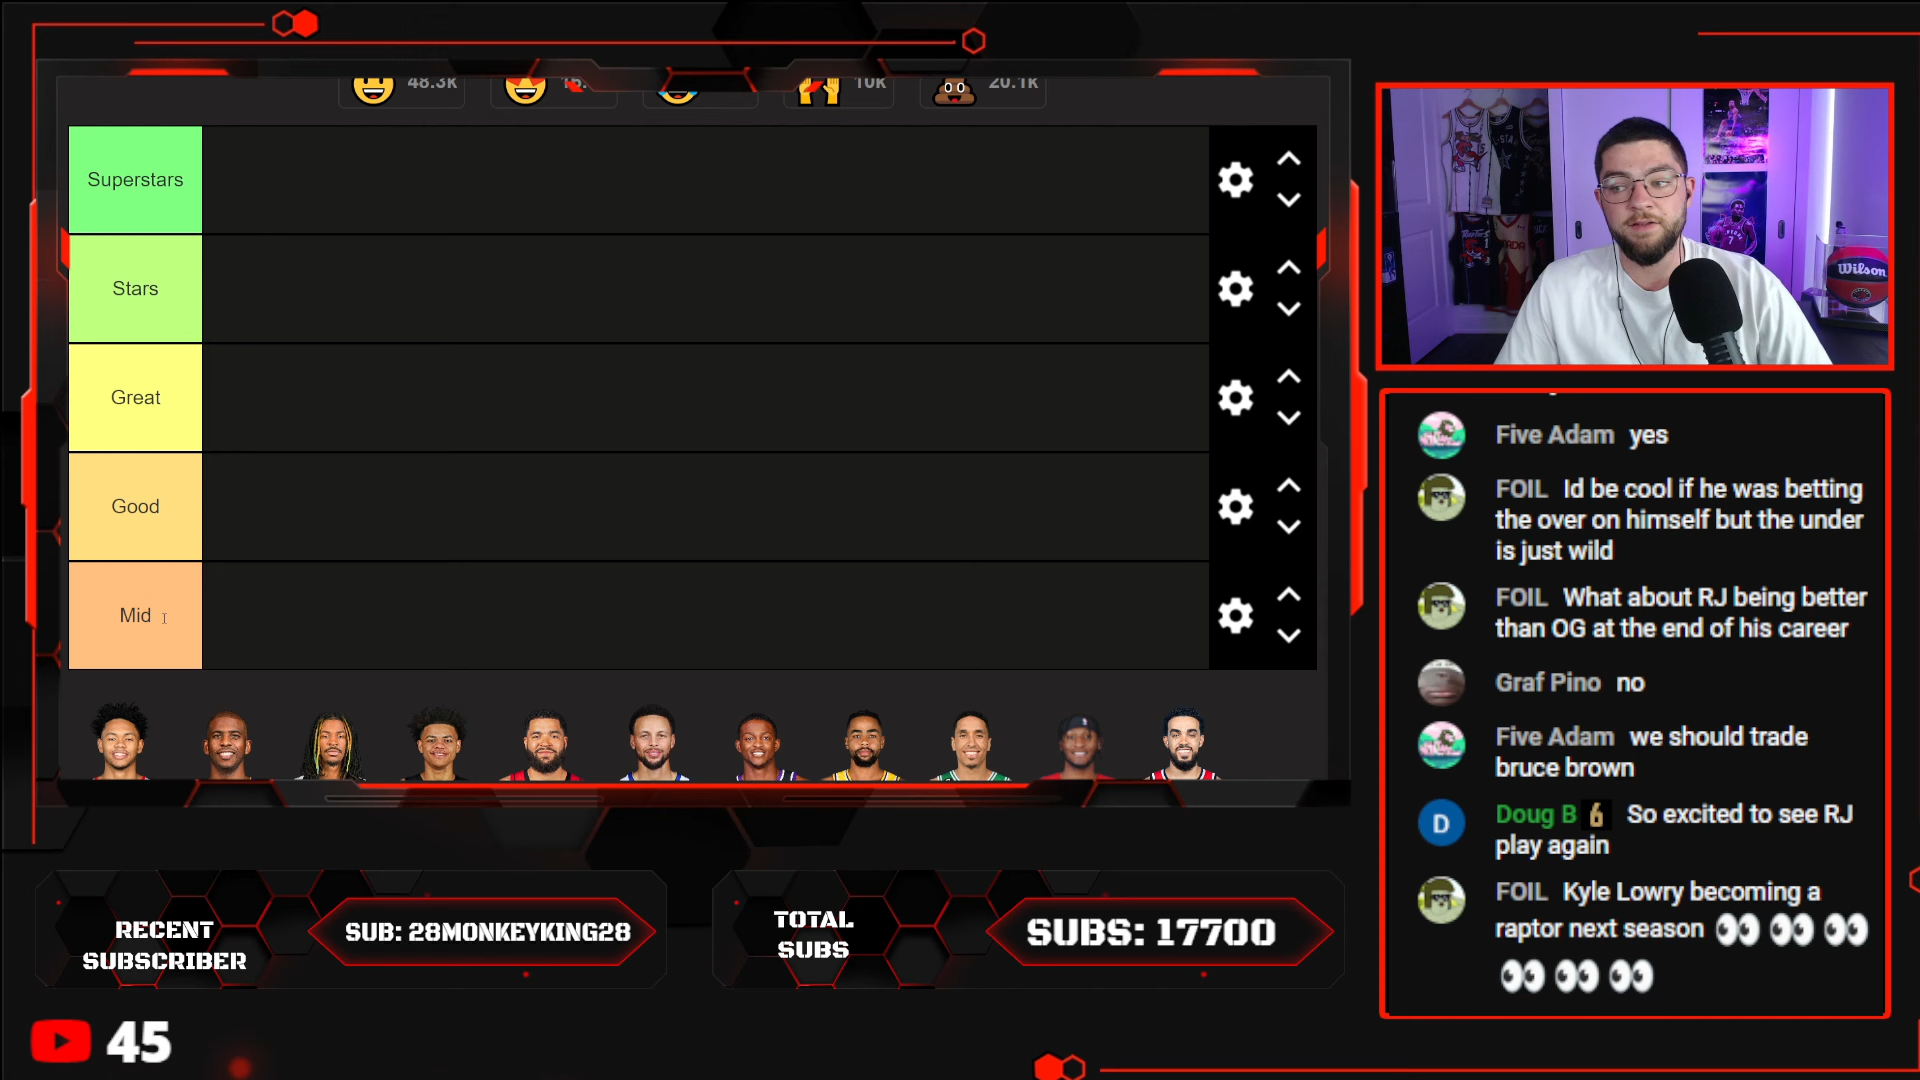 48.3K
10K
20.1K
Superstars
Stars
Great
Good
Mid
Wilson
Five Adam yes
FOIL Id be cool if he was betting
the over on himself but the under
is just wild
FOIL What about RJ being better
than OG at the end of his career
Graf Pino no
Five Adam we should trade
bruce brown
D
Doug B 6 So excited to see RJ
play again
FOIL Kyle Lowry becoming a
raptor next season
RECENT
SUBSCRIBER
SUB: 28MONKEYKING28
TOTAL
SUBS
SUBS: 17700
45